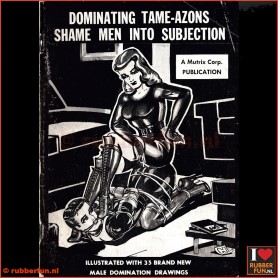 DOMINATING TAME-AZONS
SHAME MEN INTO SUBJECTION
A Mutrix Corp.
PUBLICATION
ILLUSTRATED WITH 35 BRAND NEW
MALE DOMINATION DRAWINGS
© rubberfun.nl
I
RUBBER
FUN.NL